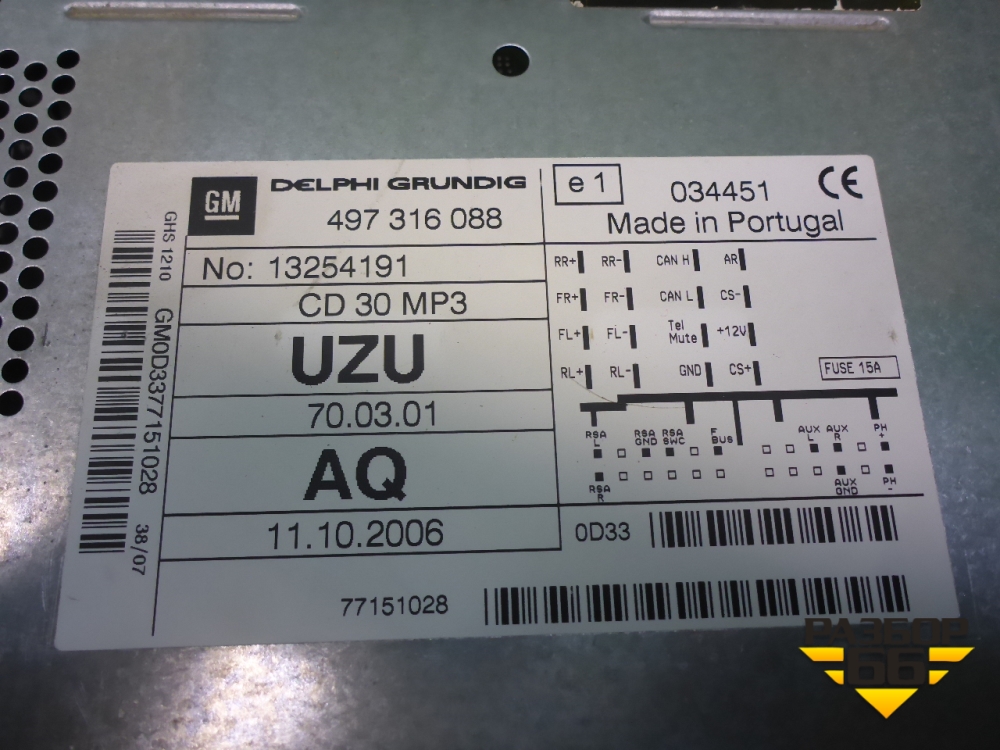 GM
DELPHI GRUNDIG
497 316 088
No: 13254191
CD 30 MP3
UZU
70.03.01
AQ
11.10.2006
77151028
e 1
034451
CE
Made in Portugal
RR+ RR- CAN H AR
FR+ FR- CAN L CS-
FL+ FL- Tel Mute +12V
RL+ RL- GND CS+
FUSE 15A
RSA L
RSA GND
RSA SWC
F BUS
AUX L
AUX R
PH +
RSA R
AUX GND
PH -
0D33
GHS 1210
GM0D3377151028
38/07
РАЗБОР
66